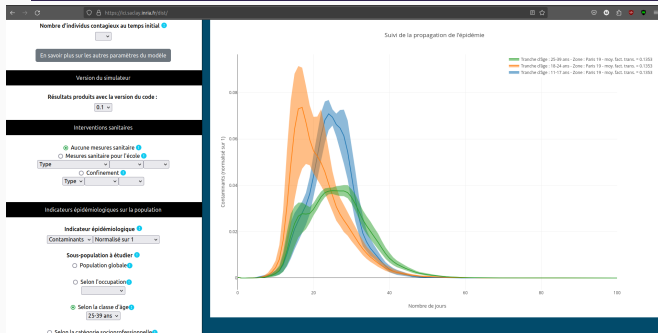 https://ici.saclay.inria.fr/dist/
Nombre d'individus contagieux au temps initial
En savoir plus sur les autres paramètres du modèle
Version du simulateur
Résultats produits avec la version du code :
0.1
Interventions sanitaires
Aucune mesures sanitaire
Mesures sanitaire pour l'école
Type
Confinement
Type
Indicateurs épidémiologiques sur la population
Indicateur épidémiologique
Contaminants Normalisé sur 1
Sous-population à étudier
Population globale
Selon l'occupation
Selon la classe d'âge
25-39 ans
Selon la catégorie socioprofessionnelle
Suivi de la propagation de l'épidémie
Tranche d'âge : 25-39 ans - Zone : Paris 19 - moy. fact. trans. = 0.1353
Tranche d'âge : 18-24 ans - Zone : Paris 19 - moy. fact. trans. = 0.1353
Tranche d'âge : 11-17 ans - Zone : Paris 19 - moy. fact. trans. = 0.1353
Contaminants (normalisé sur 1)
0.08
0.06
0.04
0.02
0
0 20 40 60 80 100
Nombre de jours